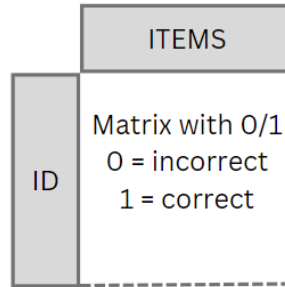 ITEMS
ID
Matrix with 0/1
0 = incorrect
1 = correct